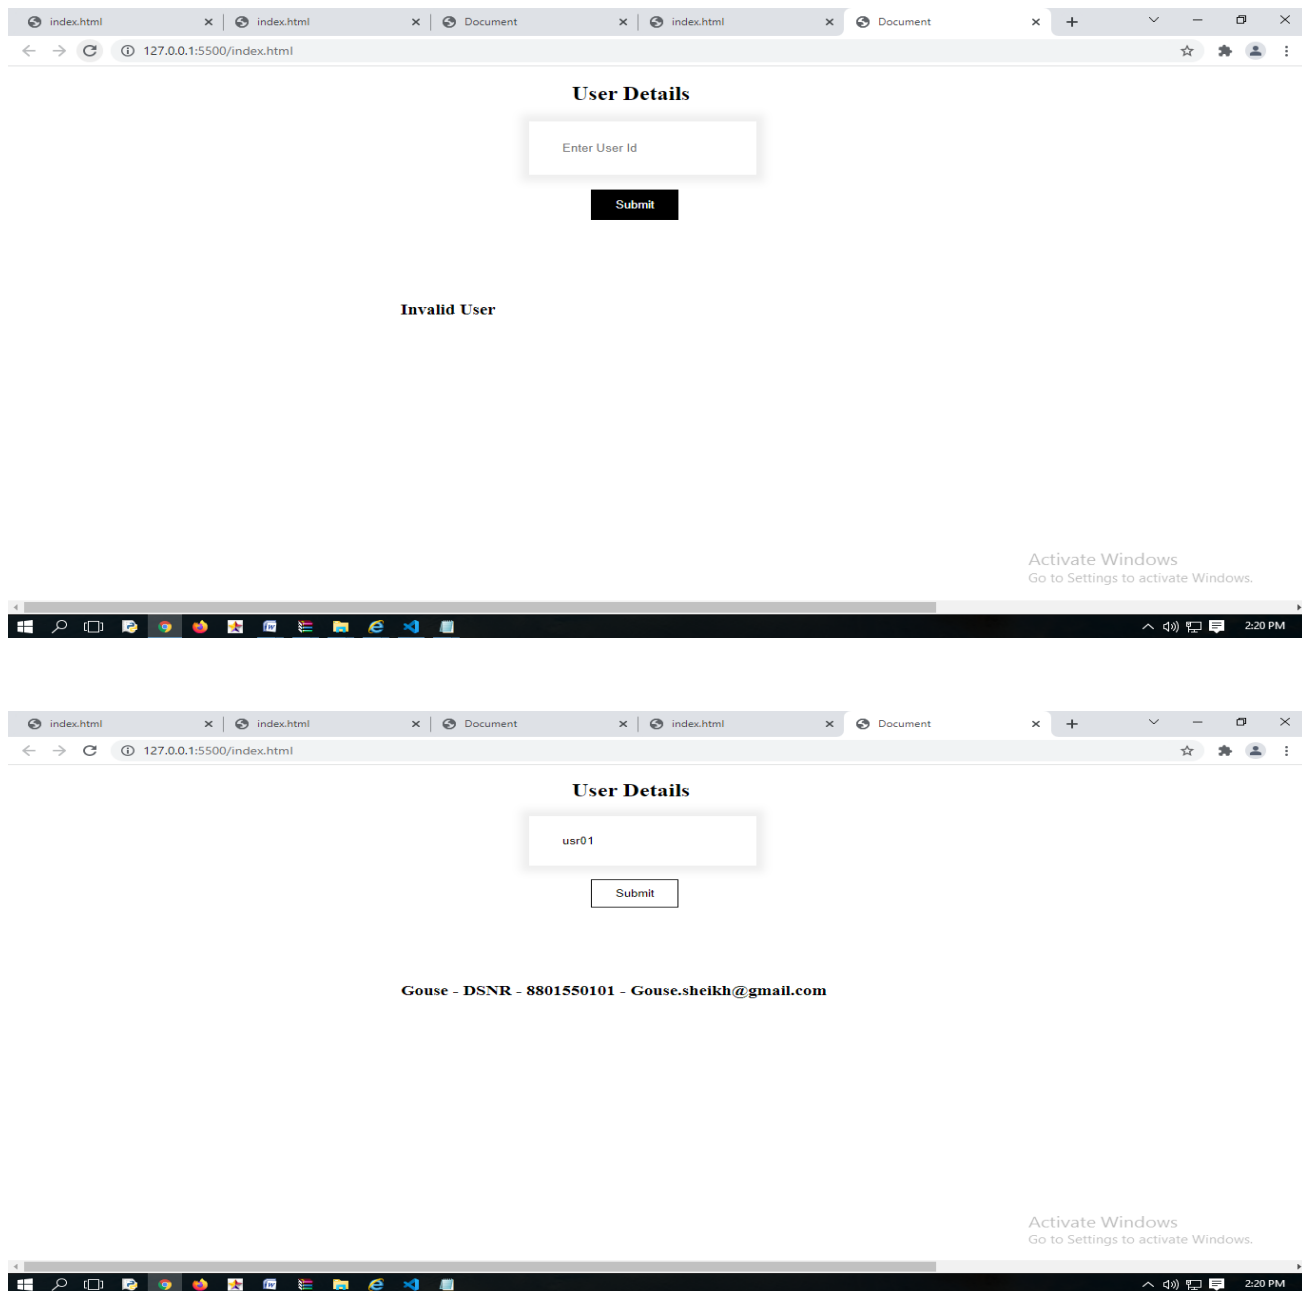 index.html index.html Document index.html Document
127.0.0.1:5500/index.html
User Details
Enter User Id
Submit
Invalid User
Activate Windows
Go to Settings to activate Windows.
2:20 PM
index.html index.html Document index.html Document
127.0.0.1:5500/index.html
User Details
usr01
Submit
Gouse - DSNR - 8801550101 - Gouse.sheikh@gmail.com
Activate Windows
Go to Settings to activate Windows.
2:20 PM